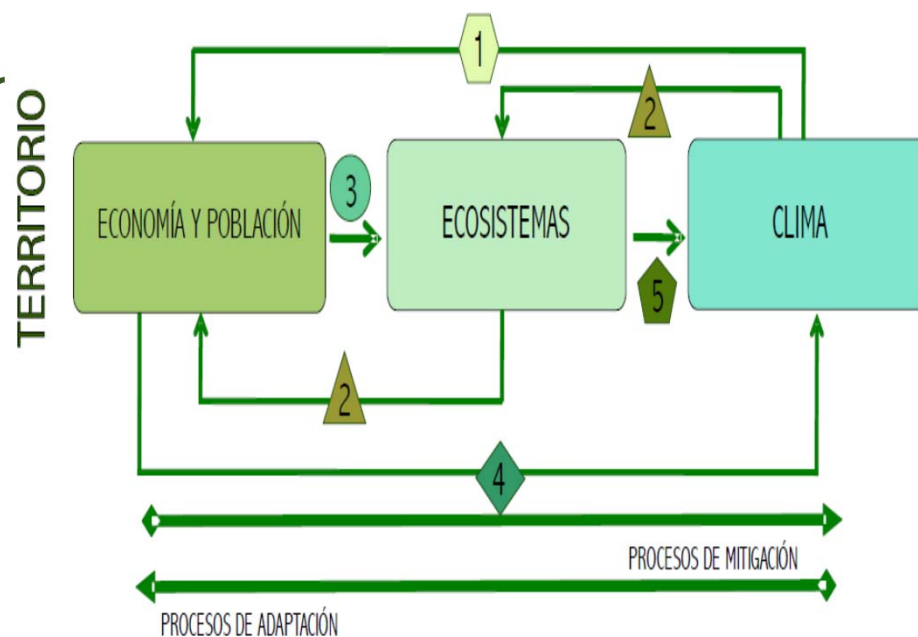 TERRITORIO
1
2
ECONOMÍA Y POBLACIÓN
3
ECOSISTEMAS
CLIMA
5
2
4
PROCESOS DE MITIGACIÓN
PROCESOS DE ADAPTACIÓN